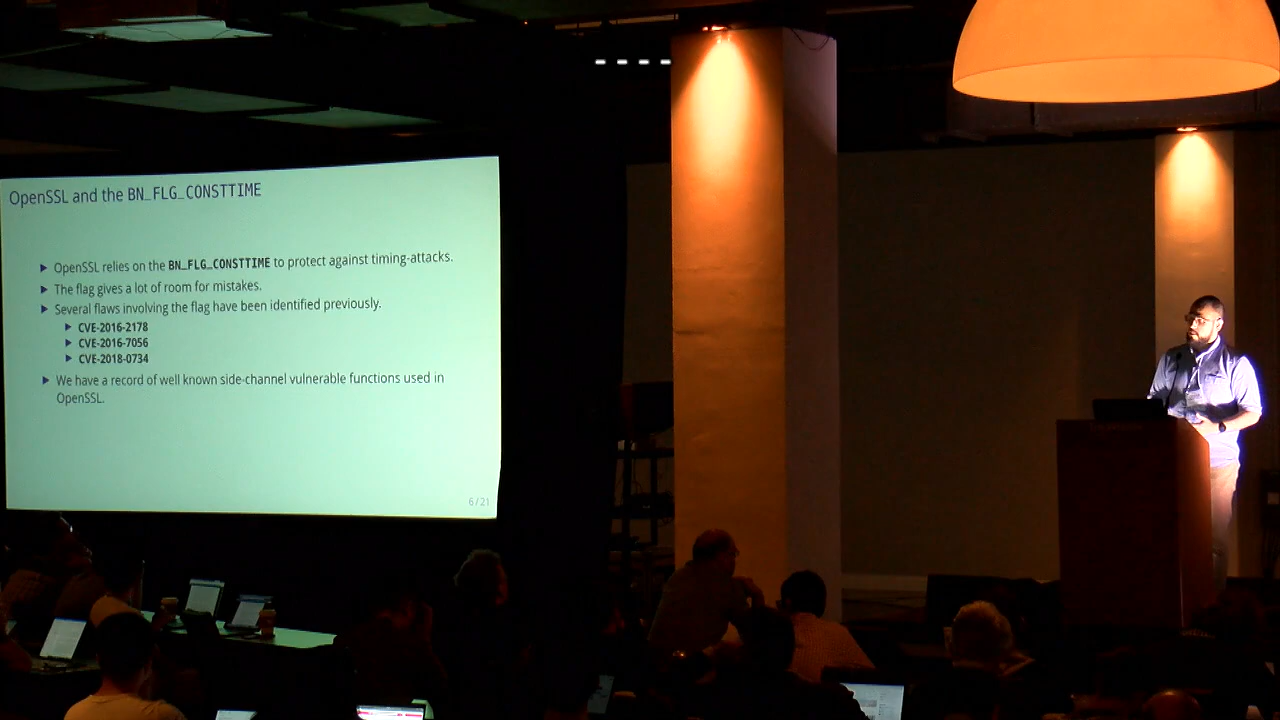 OpenSSL and the BN_FLG_CONSTTIME
OpenSSL relies on the BN_FLG_CONSTTIME to protect against timing-attacks.
The flag gives a lot of room for mistakes.
Several flaws involving the flag have been identified previously.
CVE-2016-2178
CVE-2016-7056
CVE-2018-0734
We have a record of well known side-channel vulnerable functions used in
OpenSSL.
6/21